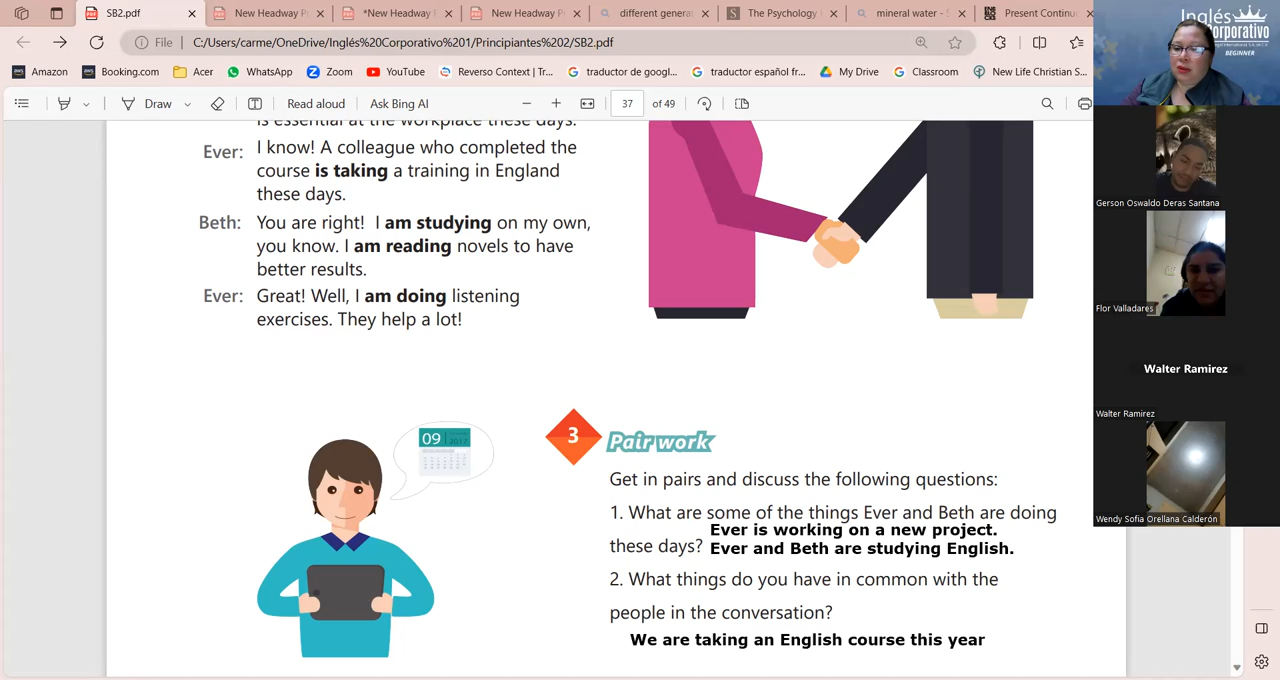 SB2.pdf
New Headway P
*New Headway P
New Headway P
different genera
The Psychology
mineral water - S
Present Continu
File
C:/Users/carme/OneDrive/Inglés%20Corporativo%201/Principiantes%202/SB2.pdf
Amazon
Booking.com
Acer
WhatsApp
Zoom
YouTube
Reverso Context | Tr...
traductor de googl...
traductor español fr...
My Drive
Classroom
New Life Christian S...
Draw
Read aloud
Ask Bing AI
37 of 49
is essential at the workplace these days.
Ever: I know! A colleague who completed the
course is taking a training in England
these days.
Beth: You are right! I am studying on my own,
you know. I am reading novels to have
better results.
Ever: Great! Well, I am doing listening
exercises. They help a lot!
09
2017
3
Pair work
Get in pairs and discuss the following questions:
1. What are some of the things Ever and Beth are doing
Ever is working on a new project.
these days? Ever and Beth are studying English.
2. What things do you have in common with the
people in the conversation?
We are taking an English course this year
Inglés
Corporativo
BEGINNER
Gerson Oswaldo Deras Santana
Flor Valladares
Walter Ramirez
Walter Ramirez
Wendy Sofia Orellana Calderón